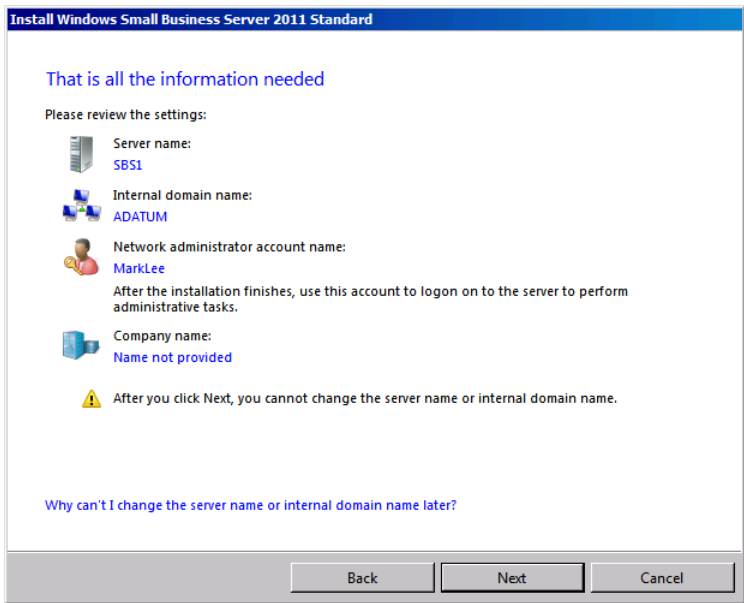 Install Windows Small Business Server 2011 Standard
That is all the information needed
Please review the settings:
Server name:
SBS1
Internal domain name:
ADATUM
Network administrator account name:
MarkLee
After the installation finishes, use this account to logon on to the server to perform
administrative tasks.
Company name:
Name not provided
After you click Next, you cannot change the server name or internal domain name.
Why can't I change the server name or internal domain name later?
Back
Next
Cancel